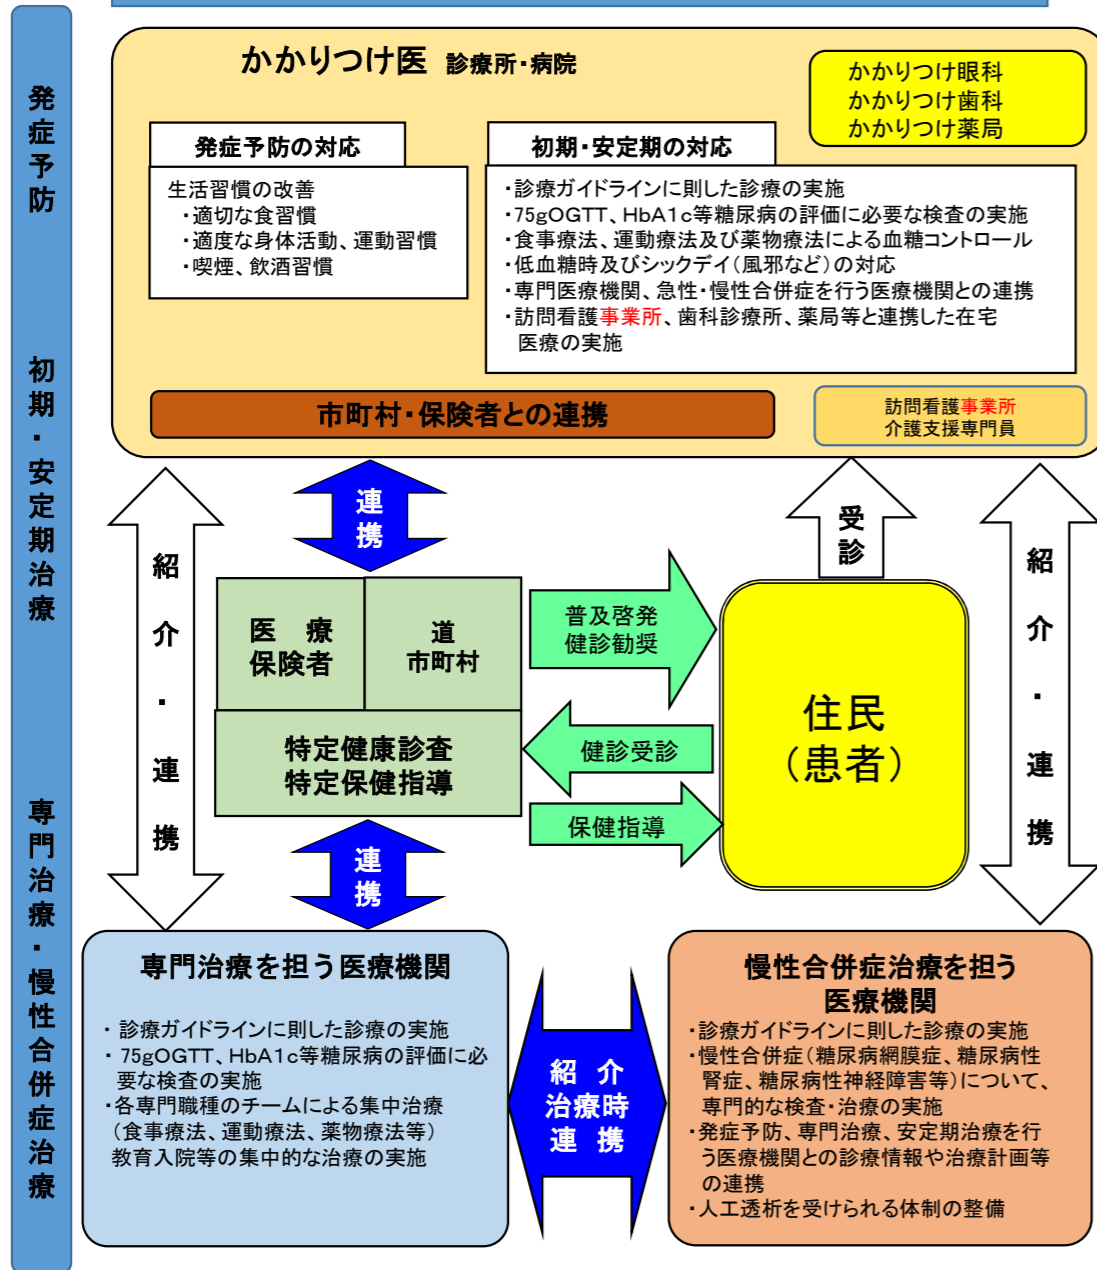 発症予防
初期・安定期治療
専門治療・慢性合併症治療
かかりつけ医 診療所・病院
かかりつけ眼科
かかりつけ歯科
かかりつけ薬局
発症予防の対応
生活習慣の改善
・適切な食習慣
・適度な身体活動、運動習慣
・喫煙、飲酒習慣
初期・安定期の対応
・診療ガイドラインに則した診療の実施
・75gOGTT、HbA1c等糖尿病の評価に必要な検査の実施
・食事療法、運動療法及び薬物療法による血糖コントロール
・低血糖時及びシックデイ(風邪など)の対応
・専門医療機関、急性・慢性合併症を行う医療機関との連携
・訪問看護事業所、歯科診療所、薬局等と連携した在宅
医療の実施
市町村・保険者との連携
訪問看護事業所
介護支援専門員
紹介・連携
連携
受診
紹介・連携
医 療
保険者
道
市町村
特定健康診査
特定保健指導
普及啓発
健診勧奨
健診受診
保健指導
住民
(患者)
連携
専門治療を担う医療機関
・ 診療ガイドラインに則した診療の実施
・ 75gOGTT、HbA1c等糖尿病の評価に必
要な検査の実施
・各専門職種のチームによる集中治療
(食事療法、運動療法、薬物療法等)
教育入院等の集中的な治療の実施
紹 介
治療時
連 携
慢性合併症治療を担う
医療機関
・診療ガイドラインに則した診療の実施
・慢性合併症(糖尿病網膜症、糖尿病性
腎症、糖尿病性神経障害等)について、
専門的な検査・治療の実施
・発症予防、専門治療、安定期治療を行
う医療機関との診療情報や治療計画等
の連携
・人工透析を受けられる体制の整備